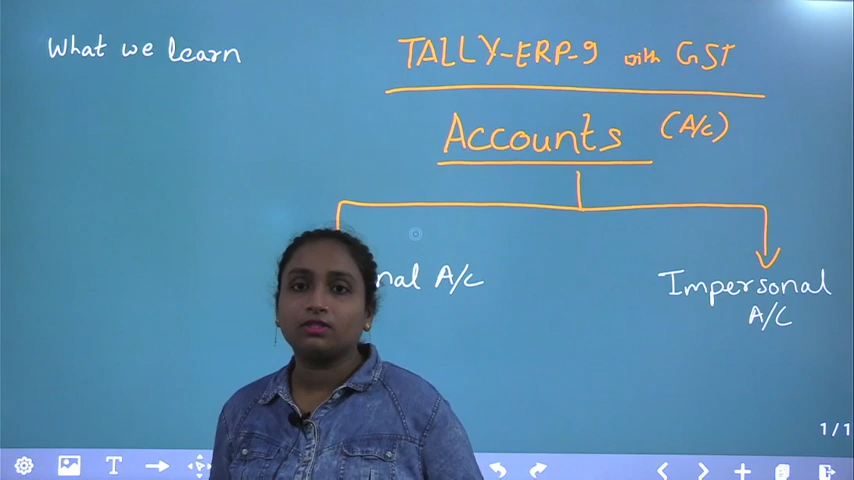 What we learn
TALLY-ERP-9 with GST
Accounts (A/c)
nal A/c
Impersonal
A/C
1/1